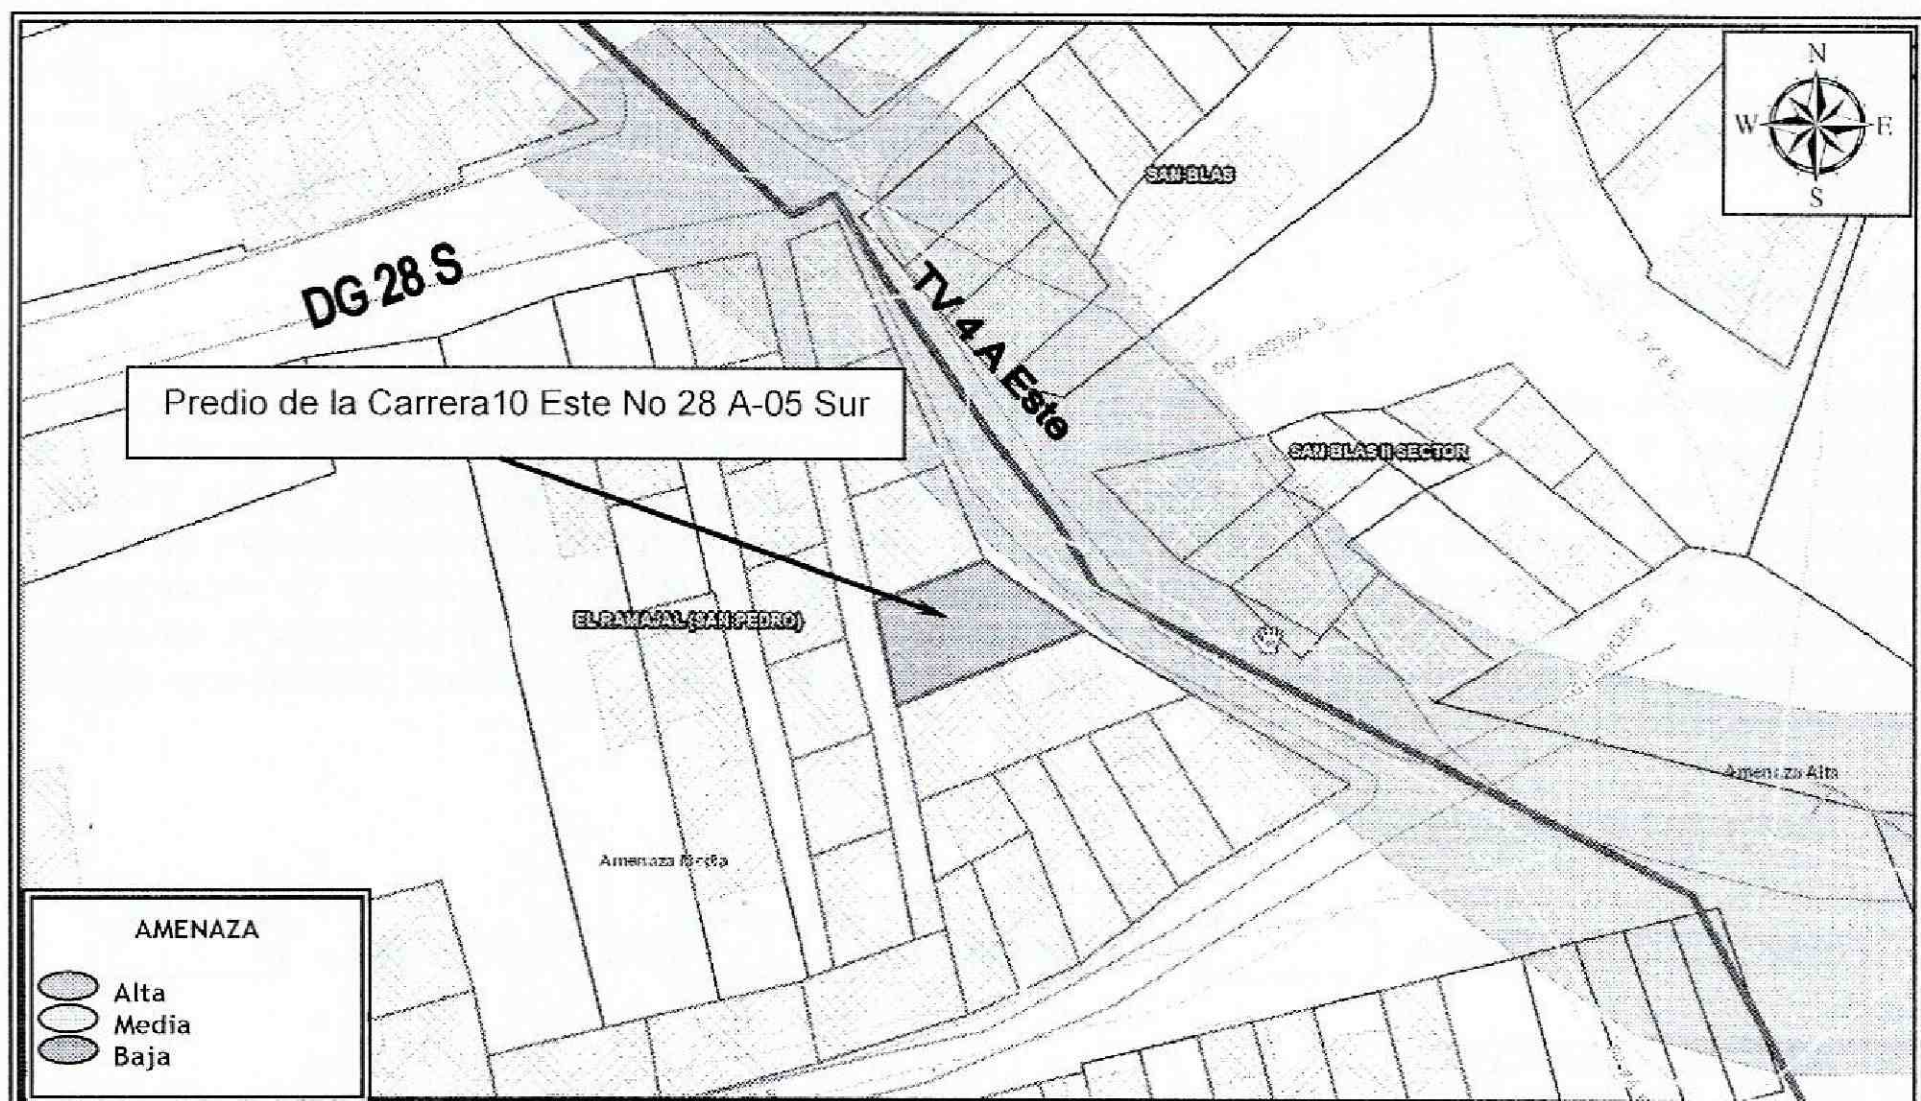 N
W E
S
SAN BLAS
DG 28 S
TV 4 A Este
Predio de la Carrera10 Este No 28 A-05 Sur
SAN BLAS II SECTOR
EL RAMAJAL (SAN PEDRO)
Amenaza Alta
Amenaza Media
AMENAZA
Alta
Media
Baja